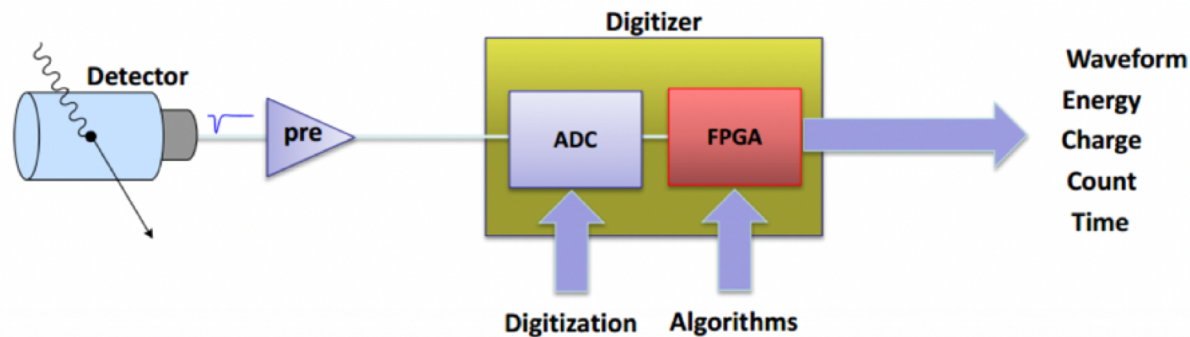 Digitizer
Detector
pre
ADC
FPGA
Waveform
Energy
Charge
Count
Time
Digitization
Algorithms